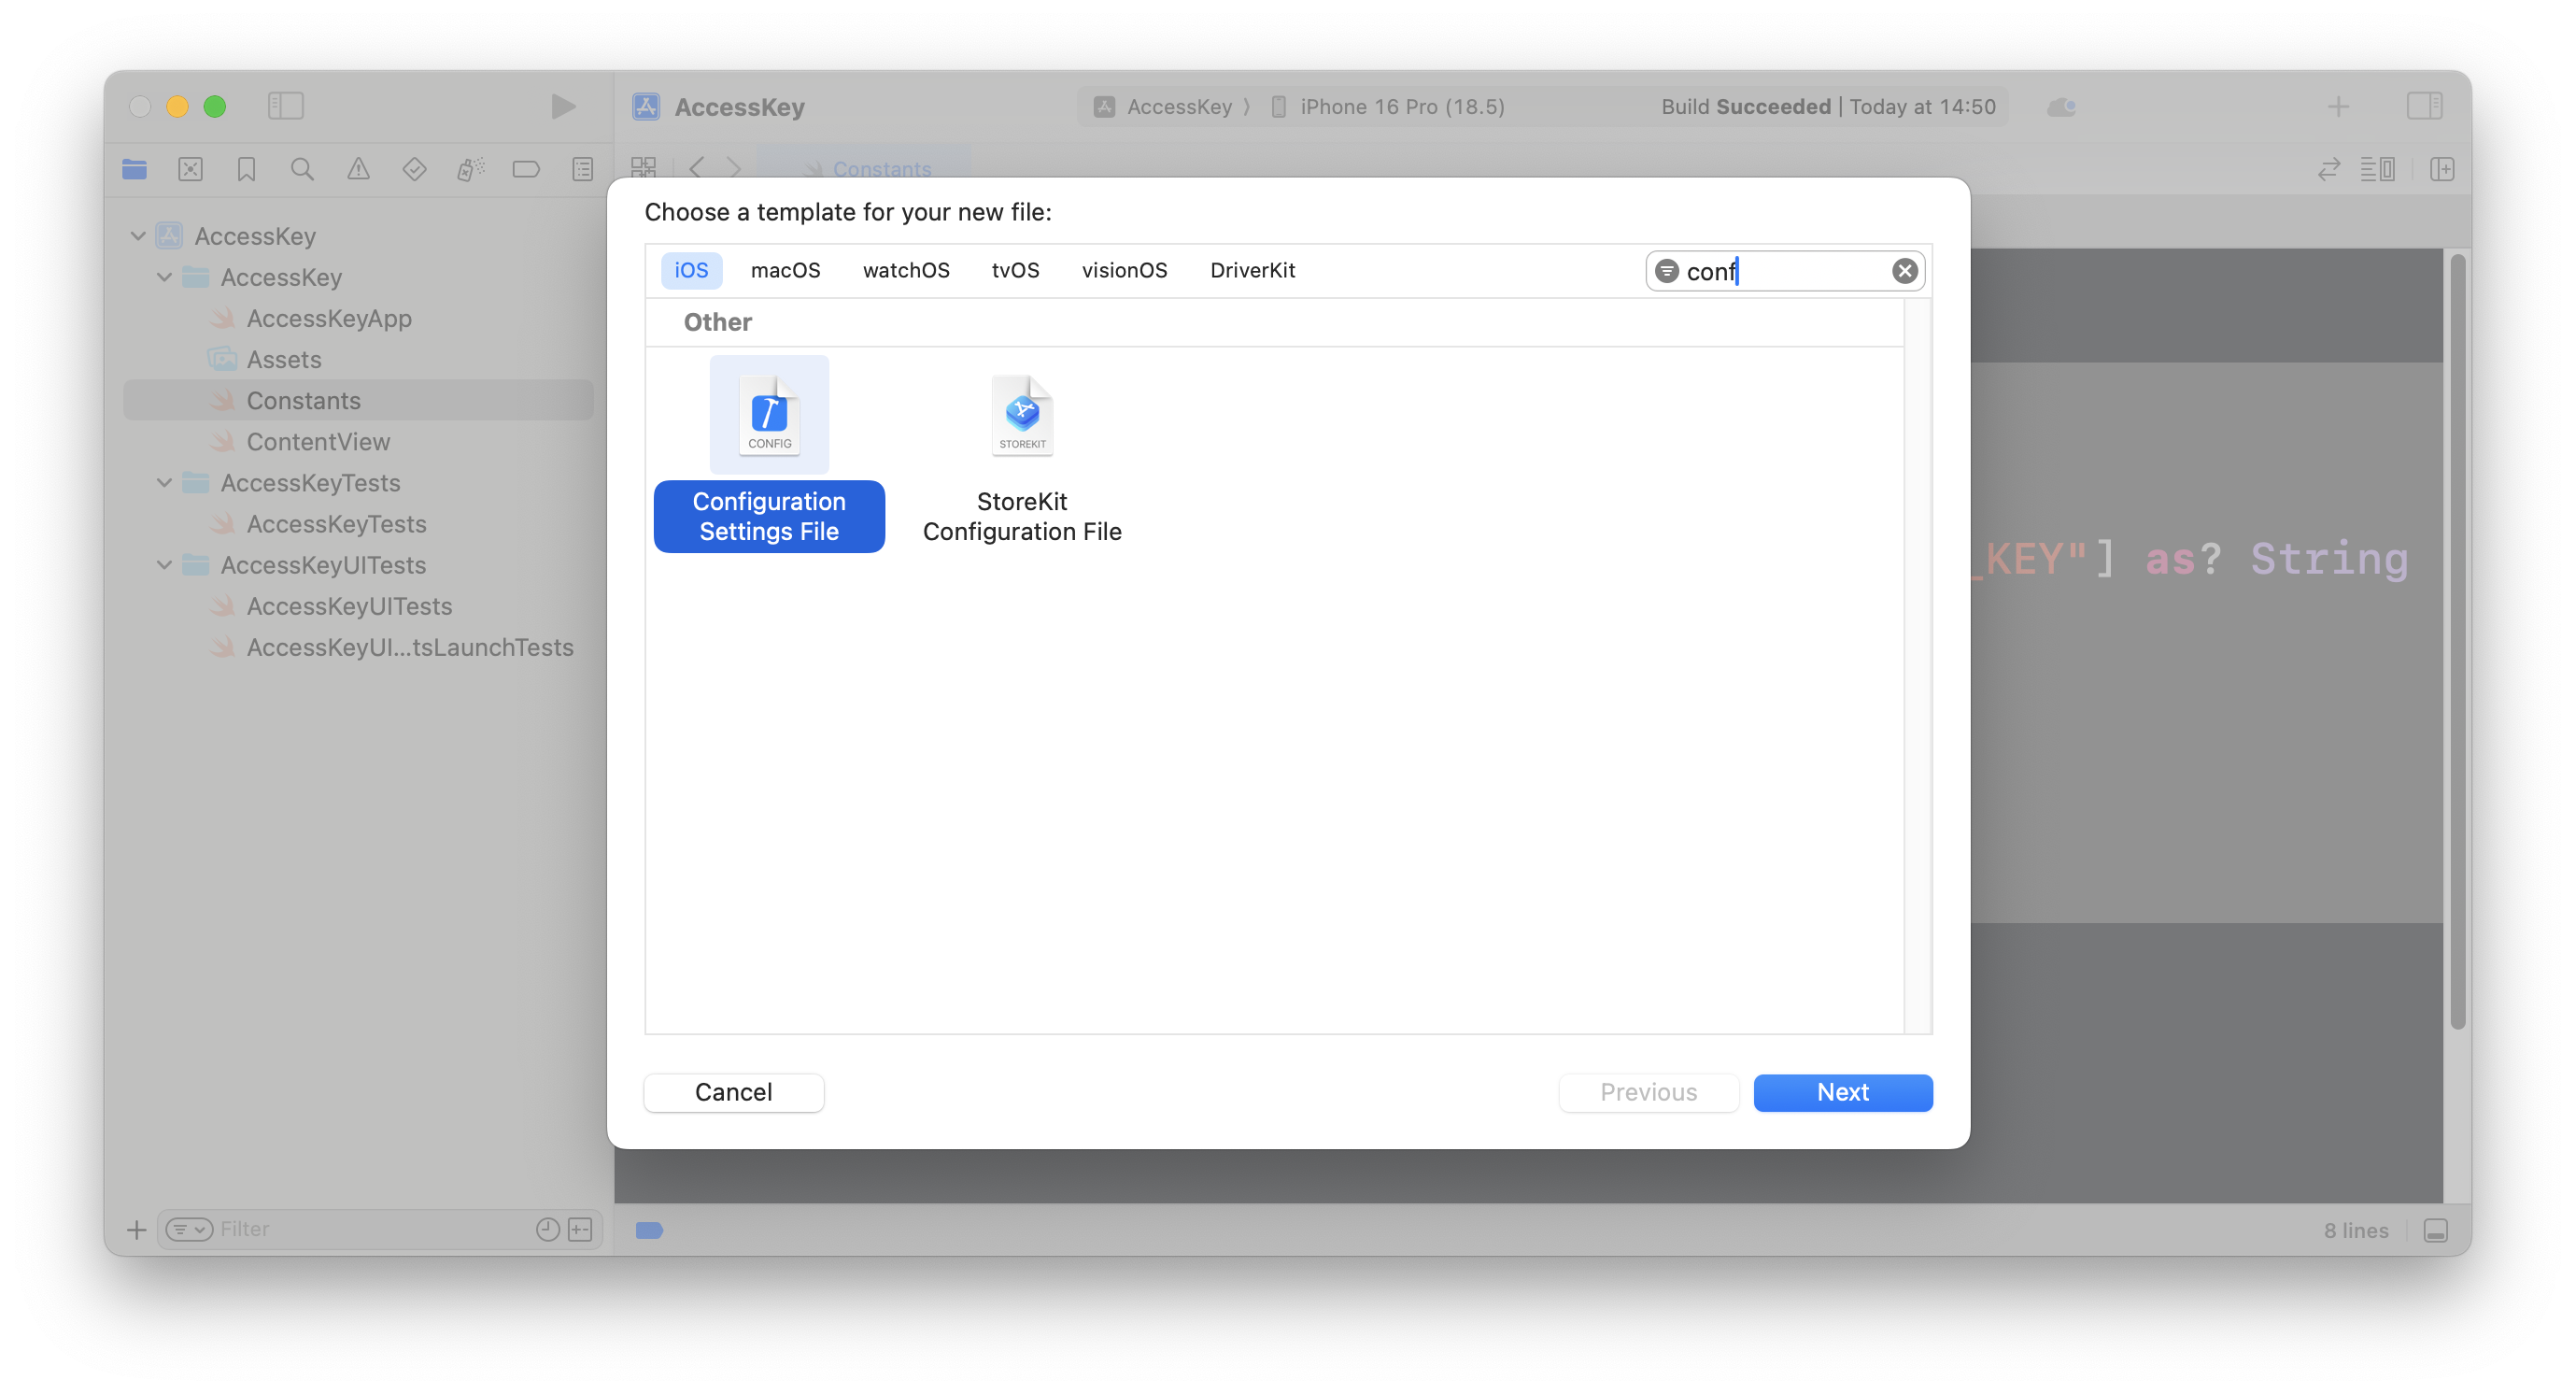 AccessKey
AccessKey 〉 iPhone 16 Pro (18.5)
Build Succeeded | Today at 14:50
Constants
AccessKey
AccessKey
AccessKeyApp
Assets
Constants
ContentView
AccessKeyTests
AccessKeyTests
AccessKeyUITests
AccessKeyUITests
AccessKeyUI...tsLaunchTests
Filter
Choose a template for your new file:
iOS macOS watchOS tvOS visionOS DriverKit
conf
Other
CONFIG
Configuration
Settings File
STOREKIT
StoreKit
Configuration File
Cancel
Previous
Next
_KEY"] as? String
8 lines